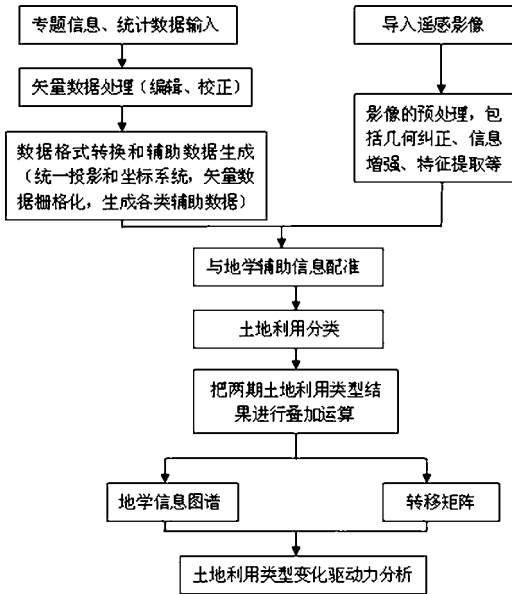 专题信息、统计数据输入
导入遥感影像
矢量数据处理（编辑、校正）
影像的预处理，包
括几何纠正、信息
增强、特征提取等
数据格式转换和辅助数据生成
（统一投影和坐标系统，矢量数
据栅格化，生成各类辅助数据）
与地学辅助信息配准
土地利用分类
把两期土地利用类型结
果进行叠加运算
地学信息图谱
转移矩阵
土地利用类型变化驱动力分析